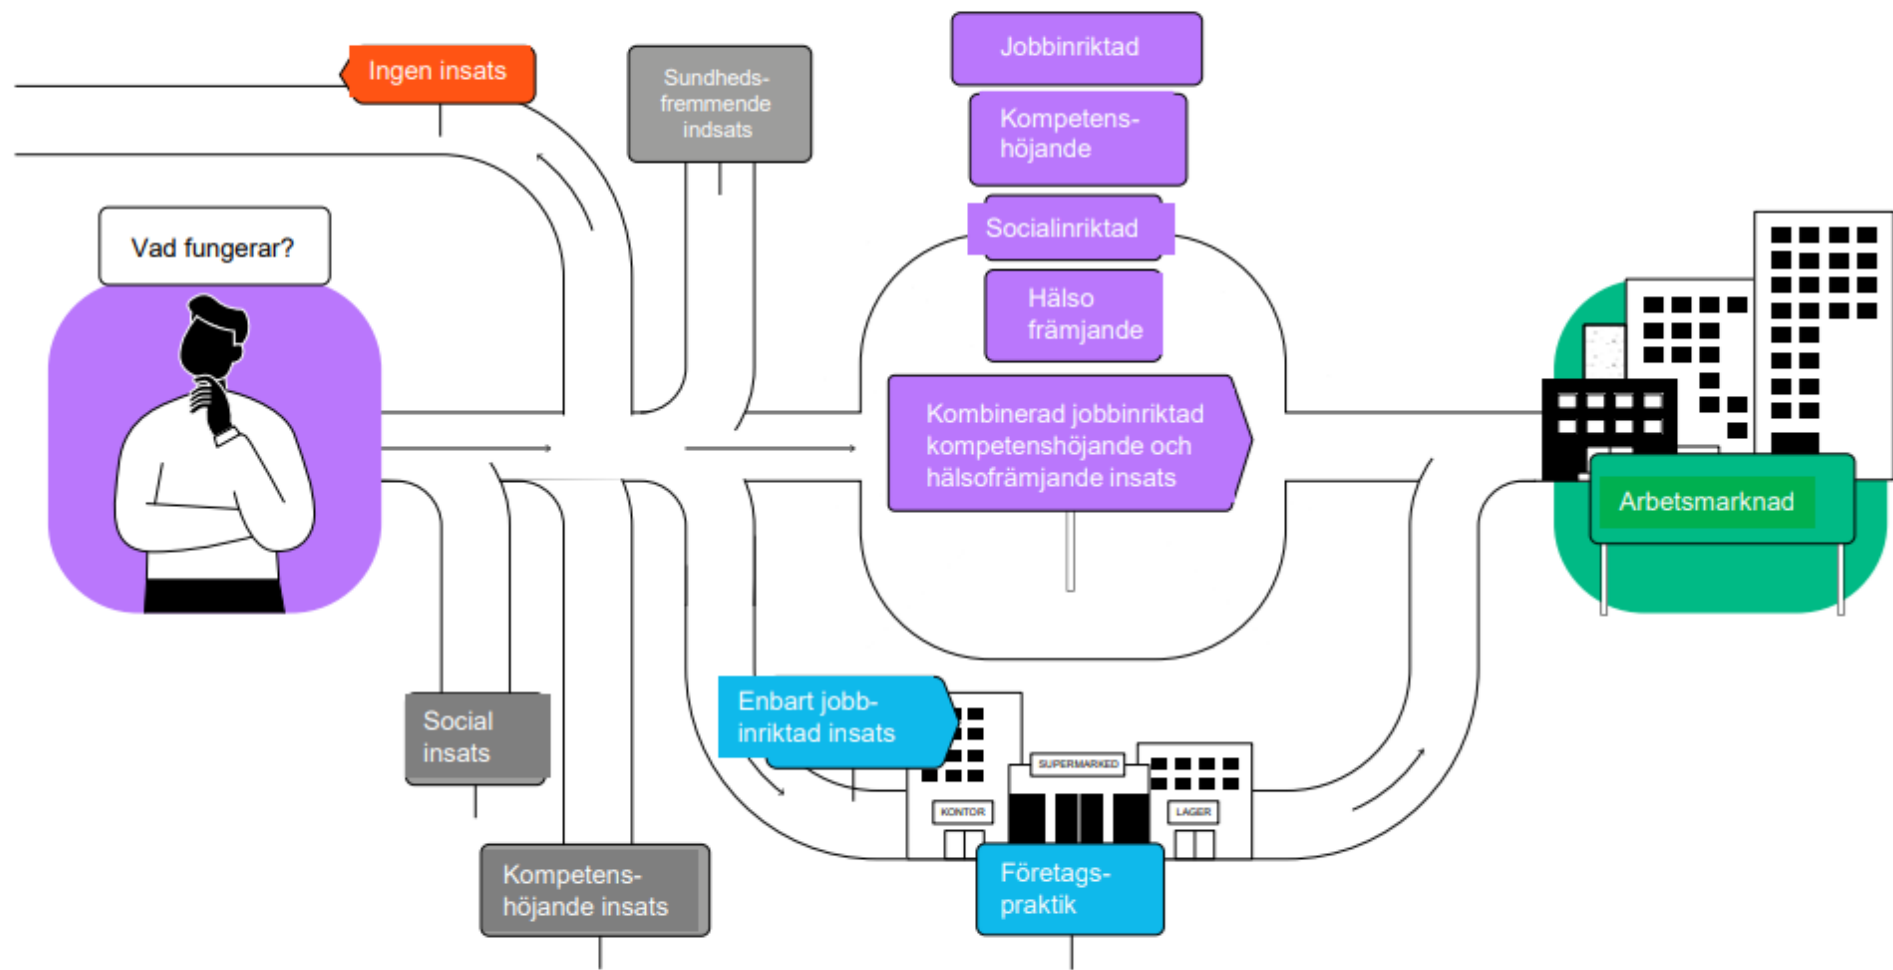 Ingen insats
Sundheds-
fremmende
indsats
Jobbinriktad
Kompetens-
höjande
Socialinriktad
Hälso
främjande
Vad fungerar?
Kombinerad jobbinriktad
kompetenshöjande och
hälsofrämjande insats
Arbetsmarknad
Social
insats
Enbart jobb-
inriktad insats
SUPERMARKED
KONTOR
LAGER
Kompetens-
höjande insats
Företags-
praktik